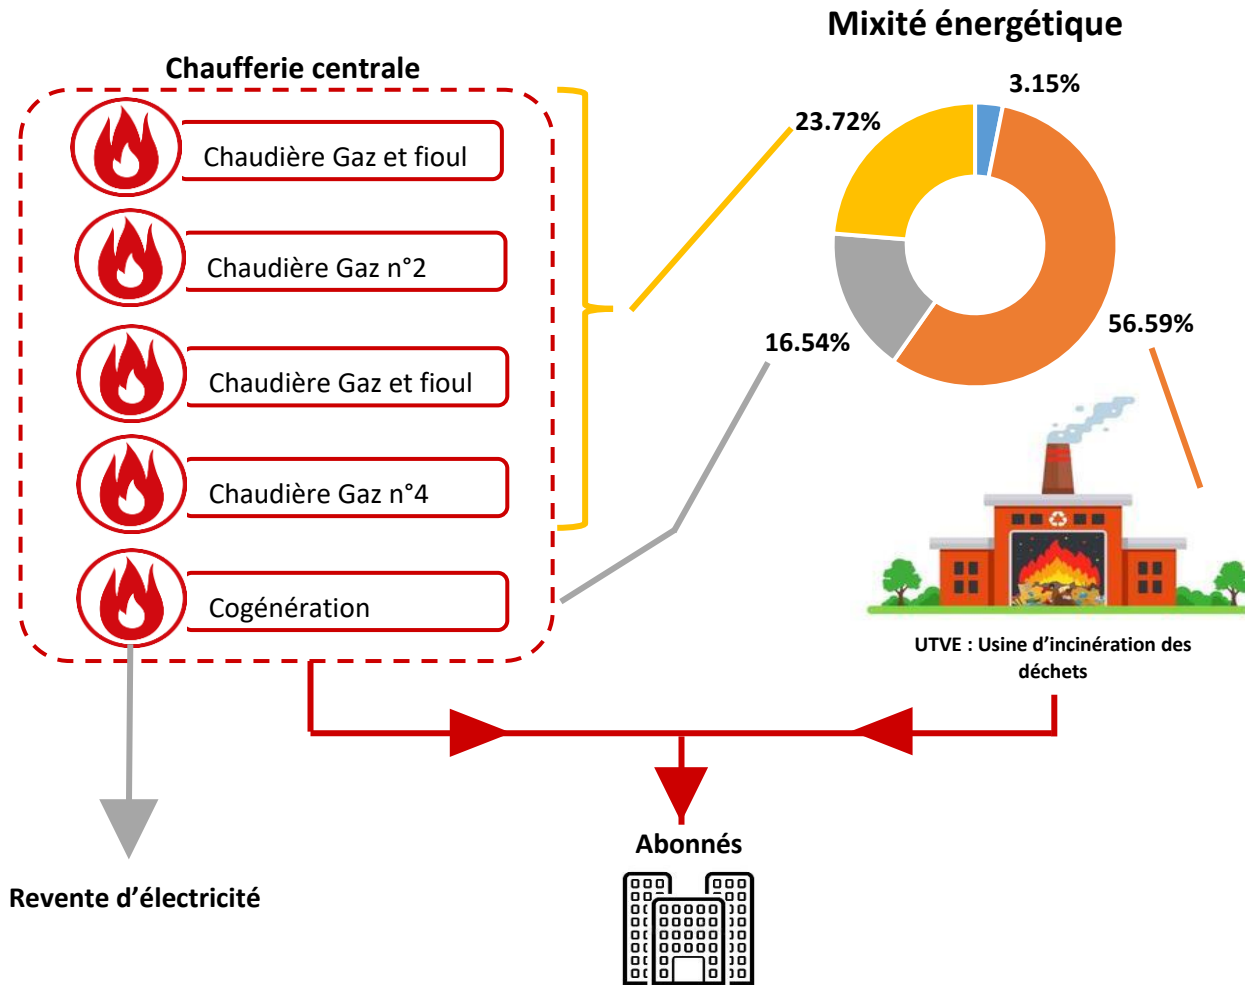 Mixité énergétique
Chaufferie centrale
3.15%
23.72%
Chaudière Gaz et fioul
Chaudière Gaz n°2
56.59%
16.54%
Chaudière Gaz et fioul
Chaudière Gaz n°4
Cogénération
UTVE : Usine d’incinération des
déchets
Abonnés
Revente d’électricité